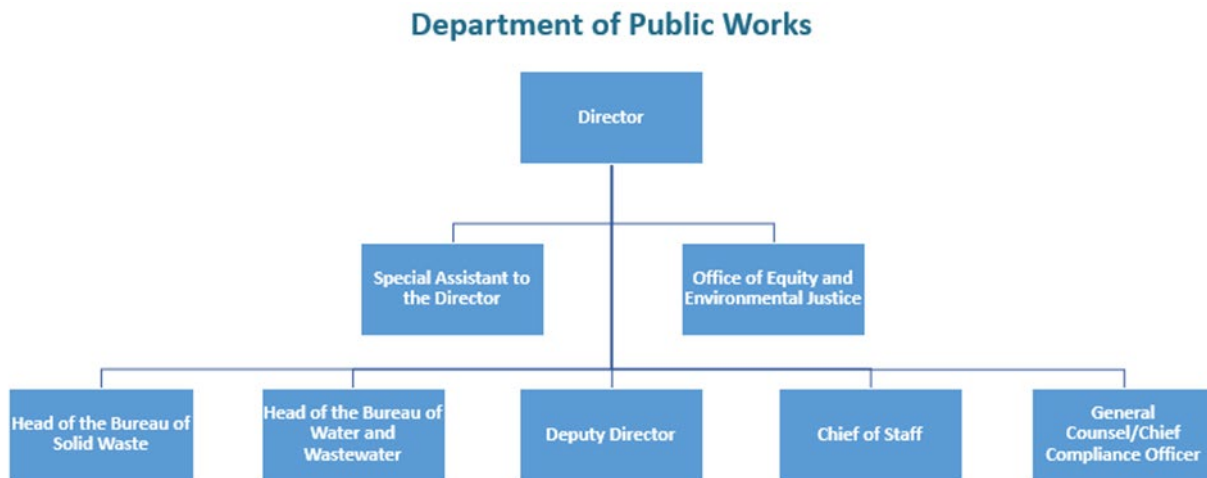 Department of Public Works
Director
Special Assistant to
the Director
Office of Equity and
Environmental Justice
Head of the Bureau of
Solid Waste
Head of the Bureau of
Water and
Wastewater
Deputy Director
Chief of Staff
General
Counsel/Chief
Compliance Officer